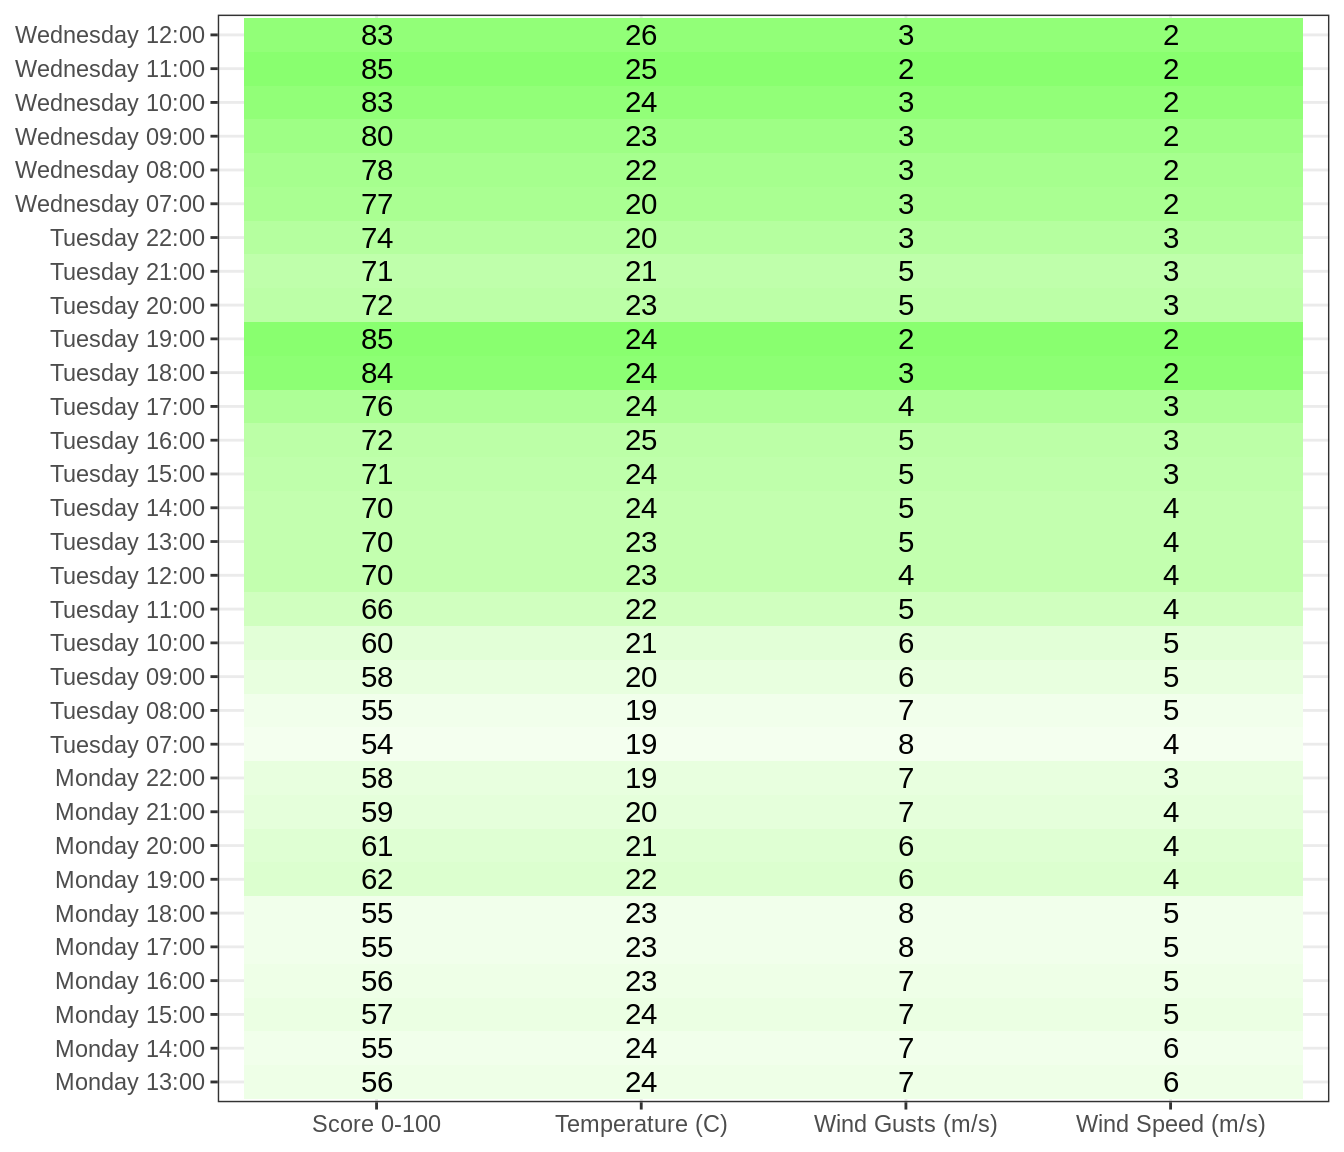 Wednesday 12:00 83 26 3 2
Wednesday 11:00 85 25 2 2
Wednesday 10:00 83 24 3 2
Wednesday 09:00 80 23 3 2
Wednesday 08:00 78 22 3 2
Wednesday 07:00 77 20 3 2
Tuesday 22:00 74 20 3 3
Tuesday 21:00 71 21 5 3
Tuesday 20:00 72 23 5 3
Tuesday 19:00 85 24 2 2
Tuesday 18:00 84 24 3 2
Tuesday 17:00 76 24 4 3
Tuesday 16:00 72 25 5 3
Tuesday 15:00 71 24 5 3
Tuesday 14:00 70 24 5 4
Tuesday 13:00 70 23 5 4
Tuesday 12:00 70 23 4 4
Tuesday 11:00 66 22 5 4
Tuesday 10:00 60 21 6 5
Tuesday 09:00 58 20 6 5
Tuesday 08:00 55 19 7 5
Tuesday 07:00 54 19 8 4
Monday 22:00 58 19 7 3
Monday 21:00 59 20 7 4
Monday 20:00 61 21 6 4
Monday 19:00 62 22 6 4
Monday 18:00 55 23 8 5
Monday 17:00 55 23 8 5
Monday 16:00 56 23 7 5
Monday 15:00 57 24 7 5
Monday 14:00 55 24 7 6
Monday 13:00 56 24 7 6
Score 0-100 Temperature (C) Wind Gusts (m/s) Wind Speed (m/s)